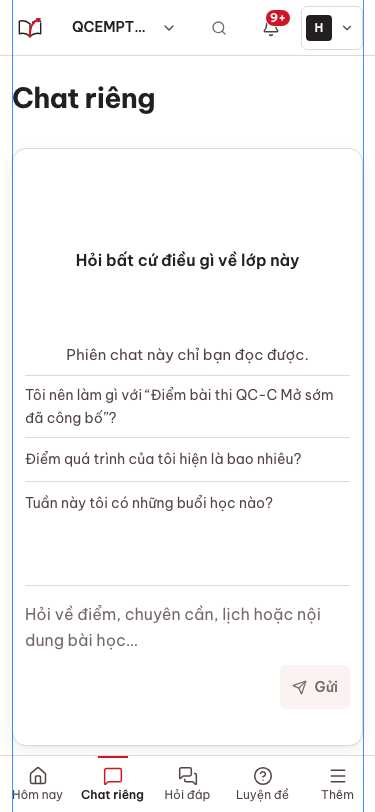 QCEMPT...
9+
H
Chat riêng
Hỏi bất cứ điều gì về lớp này
Phiên chat này chỉ bạn đọc được.
Tôi nên làm gì với “Điểm bài thi QC-C Mở sớm
đã công bố”?
Điểm quá trình của tôi hiện là bao nhiêu?
Tuần này tôi có những buổi học nào?
Hỏi về điểm, chuyên cần, lịch hoặc nội
dung bài học...
Gửi
Hôm nay
Chat riêng
Hỏi đáp
Luyện đề
Thêm